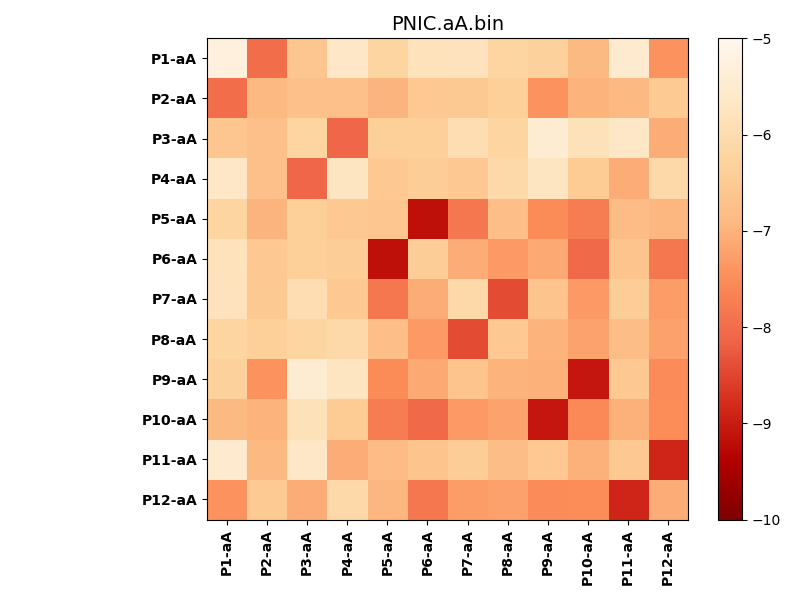 PNIC.aA.bin
P1-aA
P2-aA
P3-aA
P4-aA
P5-aA
P6-aA
P7-aA
P8-aA
P9-aA
P10-aA
P11-aA
P12-aA
P1-aA
P2-aA
P3-aA
P4-aA
P5-aA
P6-aA
P7-aA
P8-aA
P9-aA
P10-aA
P11-aA
P12-aA
−5
−6
−7
−8
−9
−10